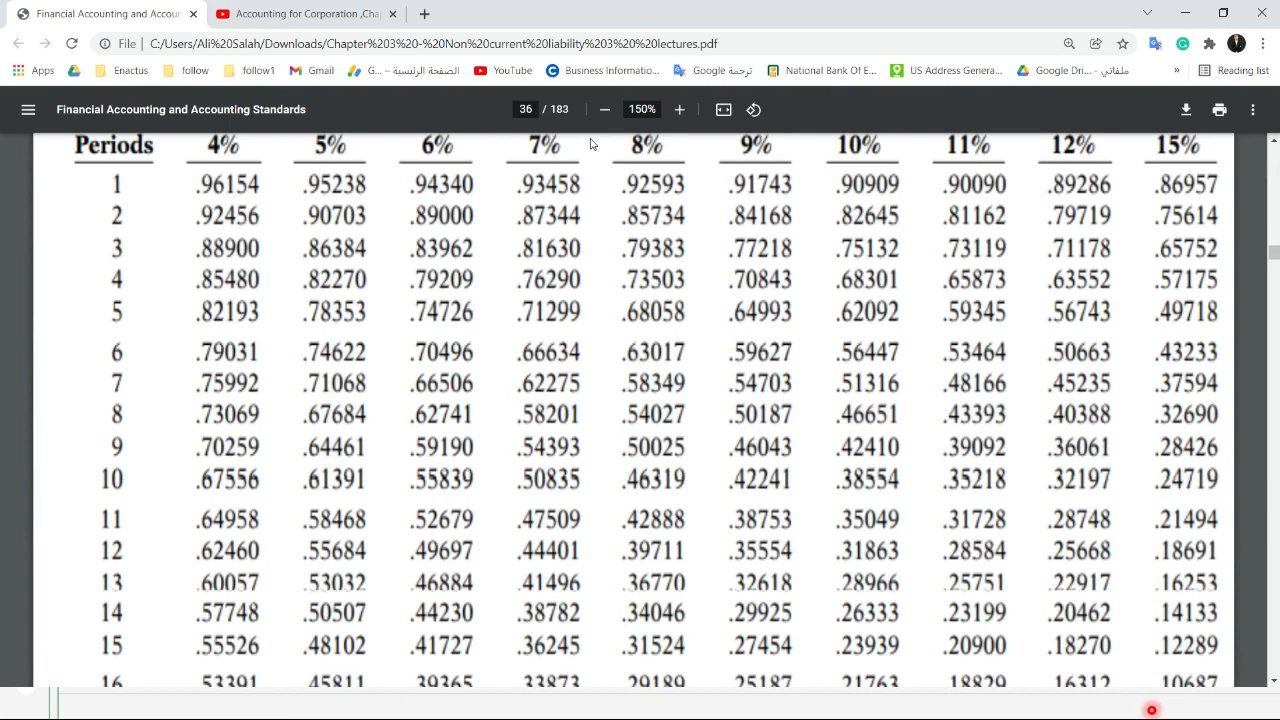 Financial Accounting and Accoun
Accounting for Corporation ,Cha
File
C:/Users/Ali%20Salah/Downloads/Chapter%203%20-%20Non%20current%20liability%203%20%20lectures.pdf
Apps
Enactus
follow
follow1
Gmail
G... – الصفحة الرئيسية
YouTube
Business Informatio...
Google ترجمة
National Bank Of E...
US Address Genera...
Google Dri... - ملفاتي
»
Reading list
Financial Accounting and Accounting Standards
36 / 183
150%
Periods 4% 5% 6% 7% 8% 9% 10% 11% 12% 15%
1 .96154 .95238 .94340 .93458 .92593 .91743 .90909 .90090 .89286 .86957
2 .92456 .90703 .89000 .87344 .85734 .84168 .82645 .81162 .79719 .75614
3 .88900 .86384 .83962 .81630 .79383 .77218 .75132 .73119 .71178 .65752
4 .85480 .82270 .79209 .76290 .73503 .70843 .68301 .65873 .63552 .57175
5 .82193 .78353 .74726 .71299 .68058 .64993 .62092 .59345 .56743 .49718
6 .79031 .74622 .70496 .66634 .63017 .59627 .56447 .53464 .50663 .43233
7 .75992 .71068 .66506 .62275 .58349 .54703 .51316 .48166 .45235 .37594
8 .73069 .67684 .62741 .58201 .54027 .50187 .46651 .43393 .40388 .32690
9 .70259 .64461 .59190 .54393 .50025 .46043 .42410 .39092 .36061 .28426
10 .67556 .61391 .55839 .50835 .46319 .42241 .38554 .35218 .32197 .24719
11 .64958 .58468 .52679 .47509 .42888 .38753 .35049 .31728 .28748 .21494
12 .62460 .55684 .49697 .44401 .39711 .35554 .31863 .28584 .25668 .18691
13 .60057 .53032 .46884 .41496 .36770 .32618 .28966 .25751 .22917 .16253
14 .57748 .50507 .44230 .38782 .34046 .29925 .26333 .23199 .20462 .14133
15 .55526 .48102 .41727 .36245 .31524 .27454 .23939 .20900 .18270 .12289
16 .53391 .45811 .39365 .33873 .29189 .25187 .21763 .18829 .16312 .10687